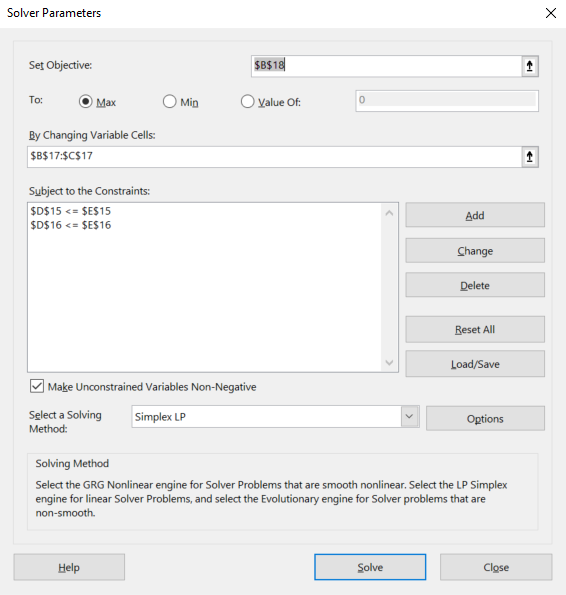 Solver Parameters
Set Objective:
$B$18
To:
Max
Min
Value Of:
0
By Changing Variable Cells:
$B$17:$C$17
Subject to the Constraints:
$D$15 <= $E$15
$D$16 <= $E$16
Add
Change
Delete
Reset All
Load/Save
Make Unconstrained Variables Non-Negative
Select a Solving
Method:
Simplex LP
Options
Solving Method
Select the GRG Nonlinear engine for Solver Problems that are smooth nonlinear. Select the LP Simplex
engine for linear Solver Problems, and select the Evolutionary engine for Solver problems that are
non-smooth.
Help
Solve
Close